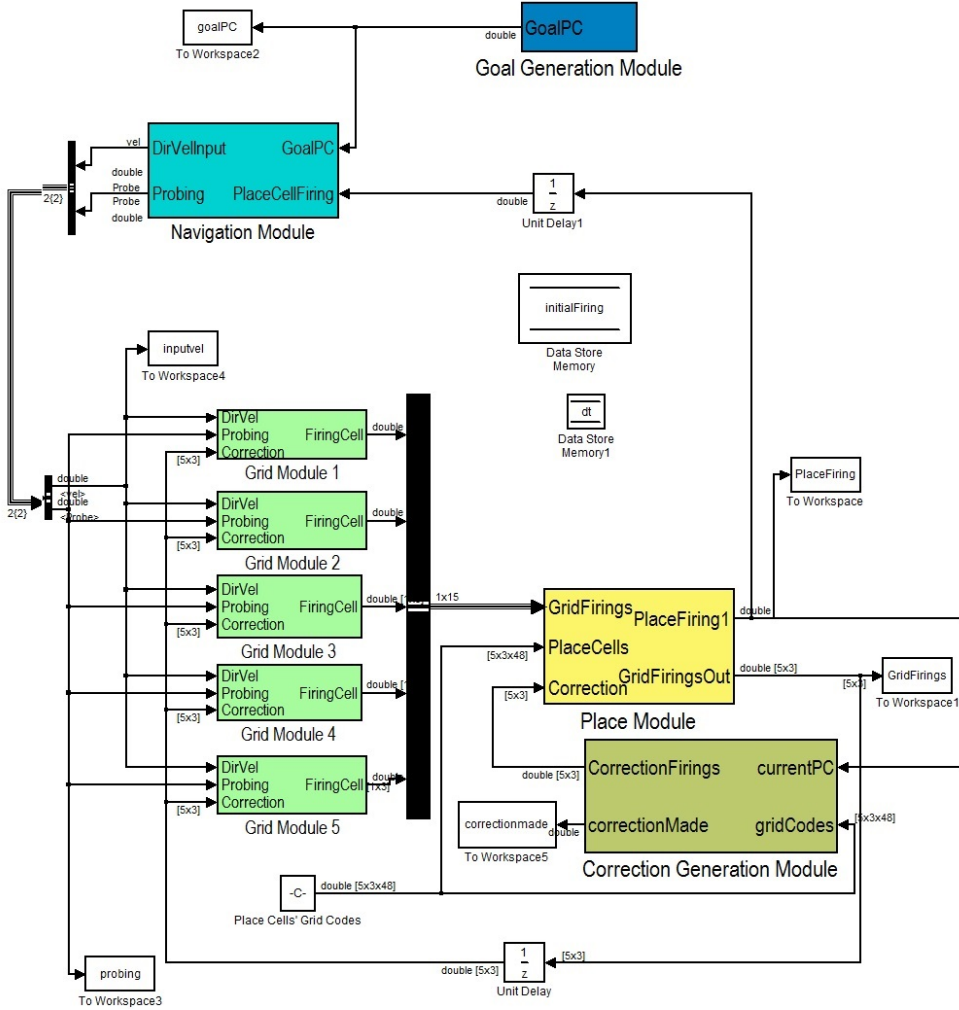 goalPC
To Workspace2
double
GoalPC
Goal Generation Module
vel
DirVelInput
GoalPC
double
Probe
Probe
Probing
PlaceCellFiring
double
Navigation Module
2{2}
double
1
z
Unit Delay1
initialFiring
Data Store
Memory
inputvel
To Workspace4
dt
Data Store
Memory1
DirVel
Probing
Correction
FiringCell
double
[5x3]
Grid Module 1
double
<vel>
double
<Probe>
2{2}
DirVel
Probing
Correction
FiringCell
double
[5x3]
Grid Module 2
DirVel
Probing
Correction
FiringCell
double
[5x3]
Grid Module 3
DirVel
Probing
Correction
FiringCell
double
[5x3]
Grid Module 4
DirVel
Probing
Correction
FiringCell
double
[1x3]
[5x3]
Grid Module 5
1x15
PlaceFiring
To Workspace
GridFirings
PlaceFiring1
double
PlaceCells
[5x3x48]
GridFiringsOut
double [5x3]
Correction
[5x3]
Place Module
[5x3]
GridFirings
To Workspace1
CorrectionFirings
currentPC
double [5x3]
correctionMade
gridCodes
double
[5x3x48]
Correction Generation Module
correctionmade
To Workspace5
-C-
double [5x3x48]
Place Cells' Grid Codes
probing
To Workspace3
double [5x3]
1
z
[5x3]
Unit Delay